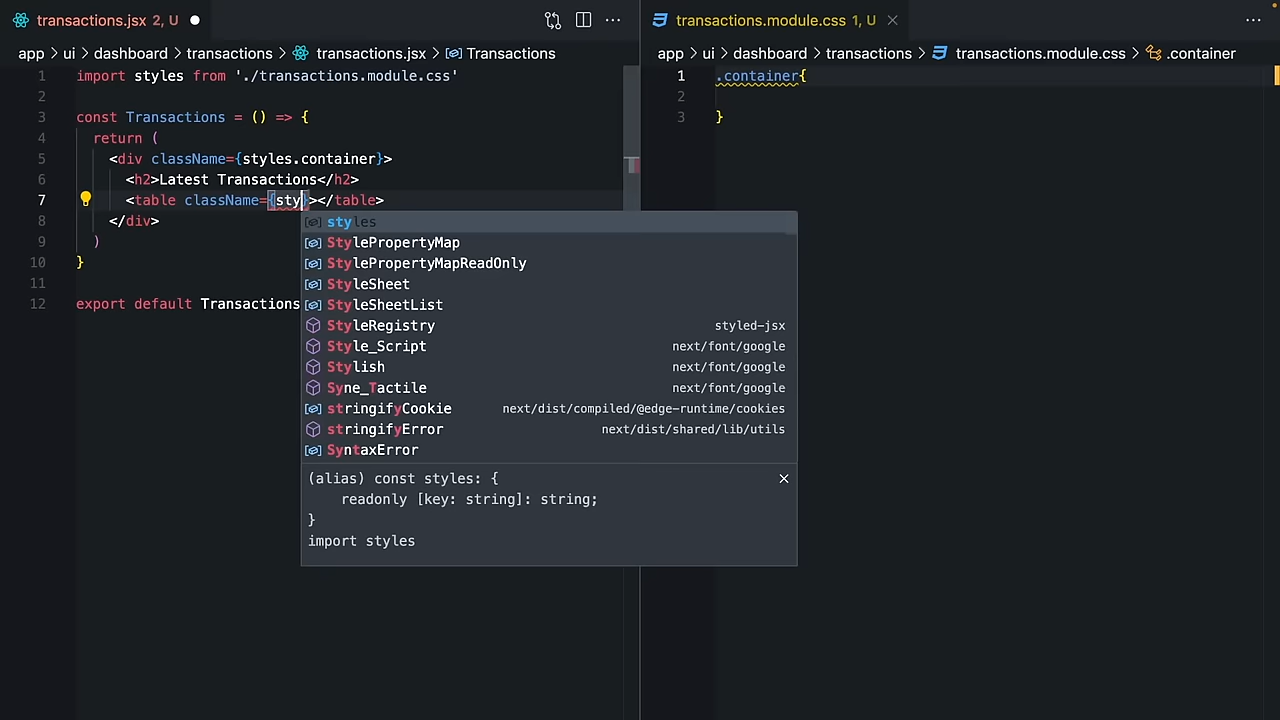 transactions.jsx 2, U
app > ui > dashboard > transactions > transactions.jsx > Transactions
1 import styles from './transactions.module.css'
2
3 const Transactions = () => {
4 return (
5 <div className={styles.container}>
6 <h2>Latest Transactions</h2>
7 <table className={sty}></table>
8 </div>
9 )
10 }
11
12 export default Transactions
styles
StylePropertyMap
StylePropertyMapReadOnly
StyleSheet
StyleSheetList
StyleRegistry styled-jsx
Style_Script next/font/google
Stylish next/font/google
Syne_Tactile next/font/google
stringifyCookie next/dist/compiled/@edge-runtime/cookies
stringifyError next/dist/shared/lib/utils
SyntaxError
(alias) const styles: {
readonly [key: string]: string;
}
import styles
transactions.module.css 1, U
app > ui > dashboard > transactions > transactions.module.css > .container
1 .container{
2
3 }